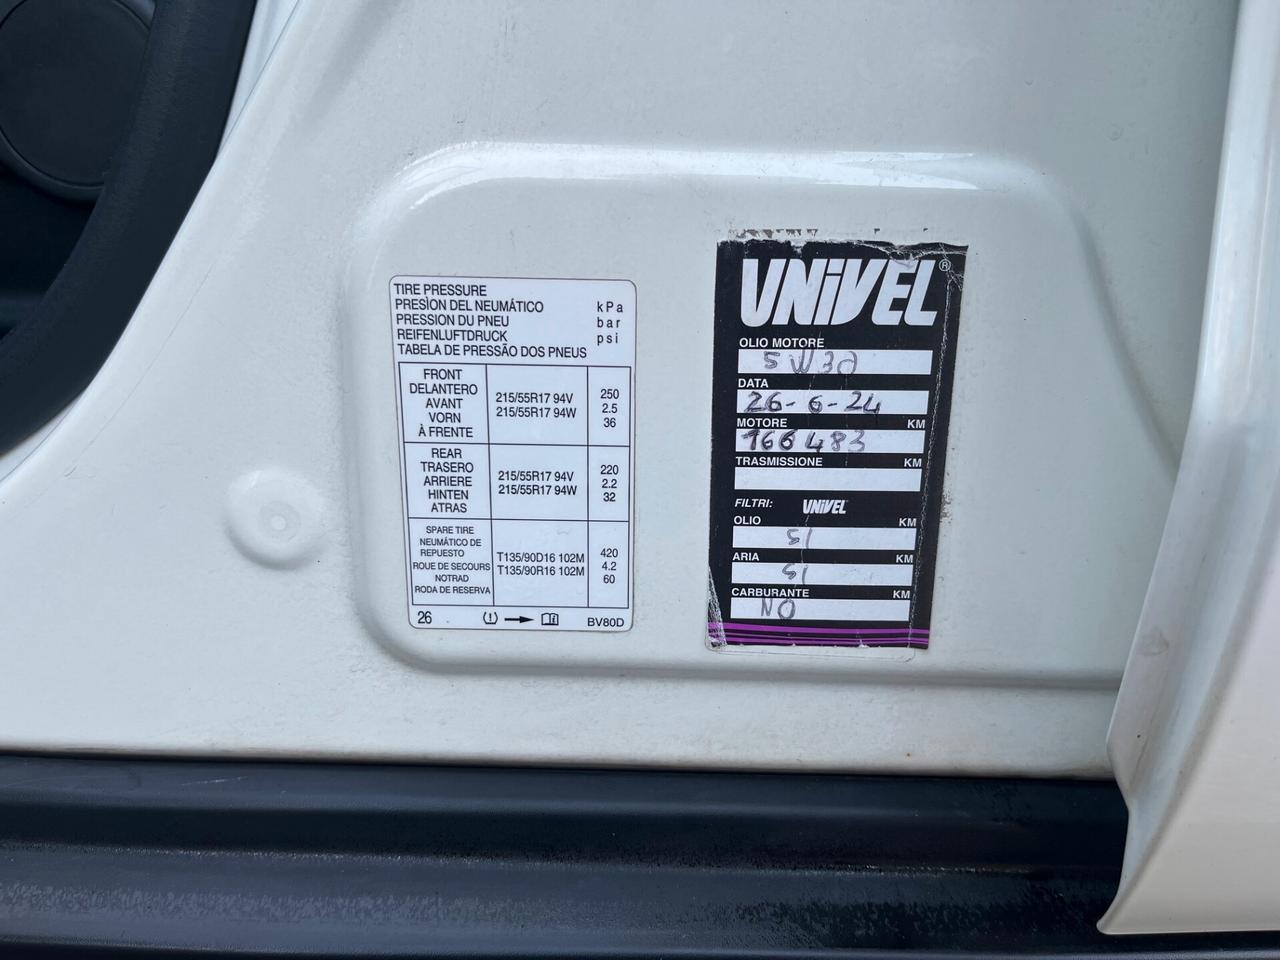 TIRE PRESSURE
PRESÌON DEL NEUMÁTICO kPa
PRESSION DU PNEU bar
REIFENLUFTDRUCK psi
TABELA DE PRESSÃO DOS PNEUS
FRONT
DELANTERO
AVANT
VORN
À FRENTE
215/55R17 94V
215/55R17 94W
250
2.5
36
REAR
TRASERO
ARRIERE
HINTEN
ATRAS
215/55R17 94V
215/55R17 94W
220
2.2
32
SPARE TIRE
NEUMÁTICO DE
REPUESTO
ROUE DE SECOURS
NOTRAD
RODA DE RESERVA
T135/90D16 102M
T135/90R16 102M
420
4.2
60
26 BV80D
UNiVEL®
OLIO MOTORE
5W30
DATA
26-6-24
MOTORE KM
166483
TRASMISSIONE KM
FILTRI: UNiVEL
OLIO KM
SI
ARIA KM
SI
CARBURANTE KM
NO